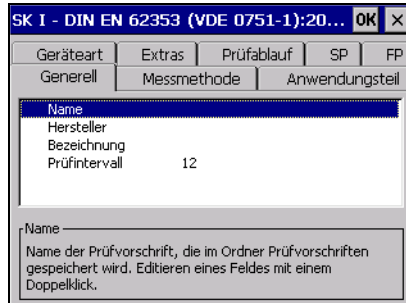 SK I - DIN EN 62353 (VDE 0751-1):20... OK ×
Geräteart Extras Prüfablauf SP FP
Generell Messmethode Anwendungsteil
Name
Hersteller
Bezeichnung
Prüfintervall 12
Name
Name der Prüfvorschrift, die im Ordner Prüfvorschriften
gespeichert wird. Editieren eines Feldes mit einem
Doppelklick.